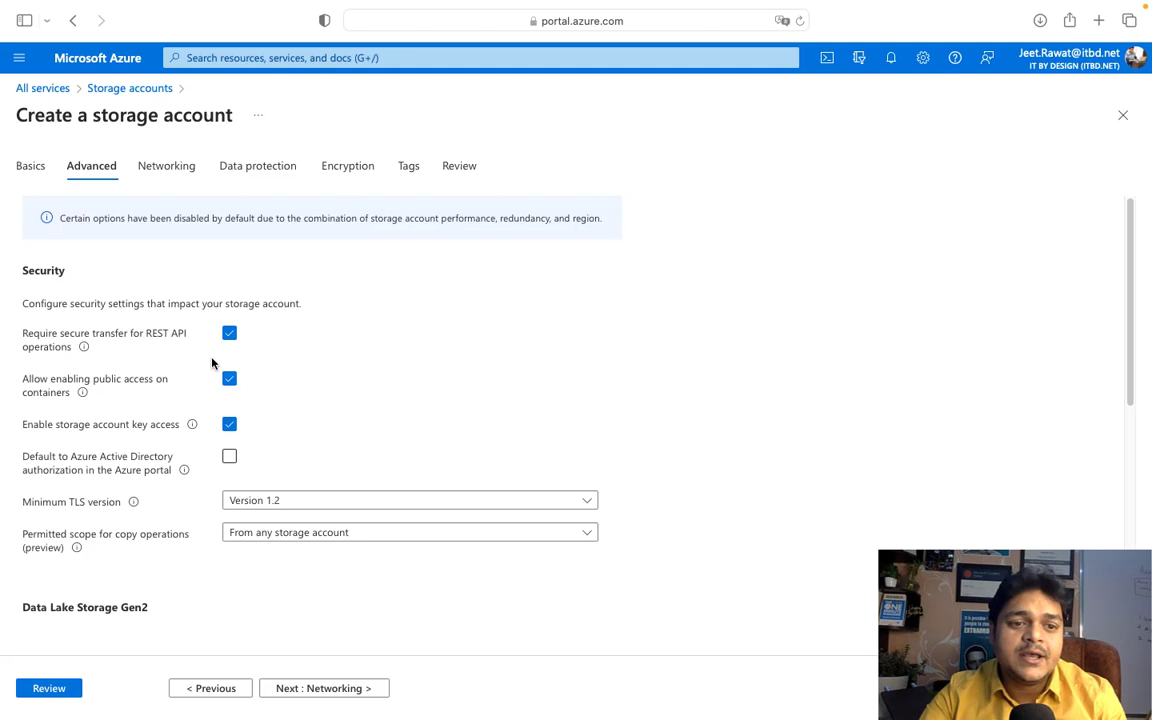 portal.azure.com
Microsoft Azure
Search resources, services, and docs (G+/)
Jeet.Rawat@itbd.net
IT BY DESIGN (ITBD.NET)
All services > Storage accounts >
Create a storage account ...
Basics Advanced Networking Data protection Encryption Tags Review
Certain options have been disabled by default due to the combination of storage account performance, redundancy, and region.
Security
Configure security settings that impact your storage account.
Require secure transfer for REST API
operations
Allow enabling public access on
containers
Enable storage account key access
Default to Azure Active Directory
authorization in the Azure portal
Minimum TLS version
Version 1.2
Permitted scope for copy operations
(preview)
From any storage account
Data Lake Storage Gen2
Review
< Previous
Next : Networking >
ONE